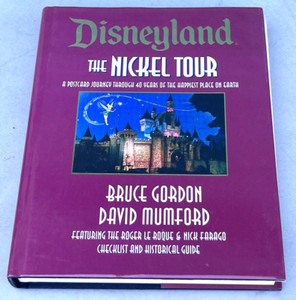 Disneyland
THE NICKEL TOUR
A POSTCARD JOURNEY THROUGH 40 YEARS OF THE HAPPIEST PLACE ON EARTH
BRUCE GORDON
DAVID MUMFORD
FEATURING THE ROGER LE ROQUE & NICK FARAGO
CHECKLIST AND HISTORICAL GUIDE